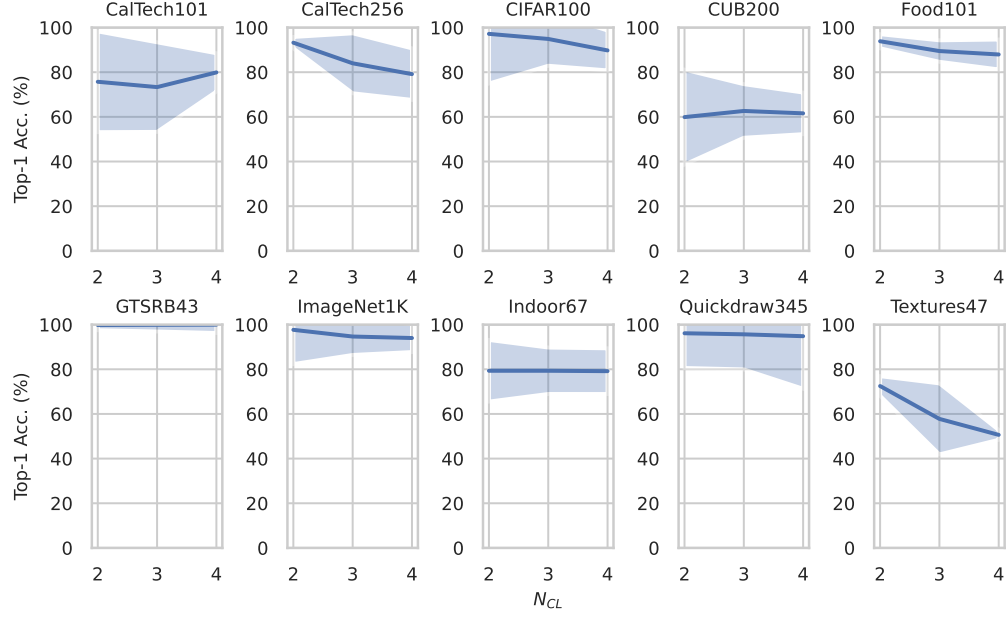 CalTech101 CalTech256 CIFAR100 CUB200 Food101
Top-1 Acc. (%)
100 100 100 100 100
80 80 80 80 80
60 60 60 60 60
40 40 40 40 40
20 20 20 20 20
0 0 0 0 0
2 3 4 2 3 4 2 3 4 2 3 4 2 3 4
GTSRB43 ImageNet1K Indoor67 Quickdraw345 Textures47
Top-1 Acc. (%)
100 100 100 100 100
80 80 80 80 80
60 60 60 60 60
40 40 40 40 40
20 20 20 20 20
0 0 0 0 0
2 3 4 2 3 4 2 3 4 2 3 4 2 3 4
N_{CL}